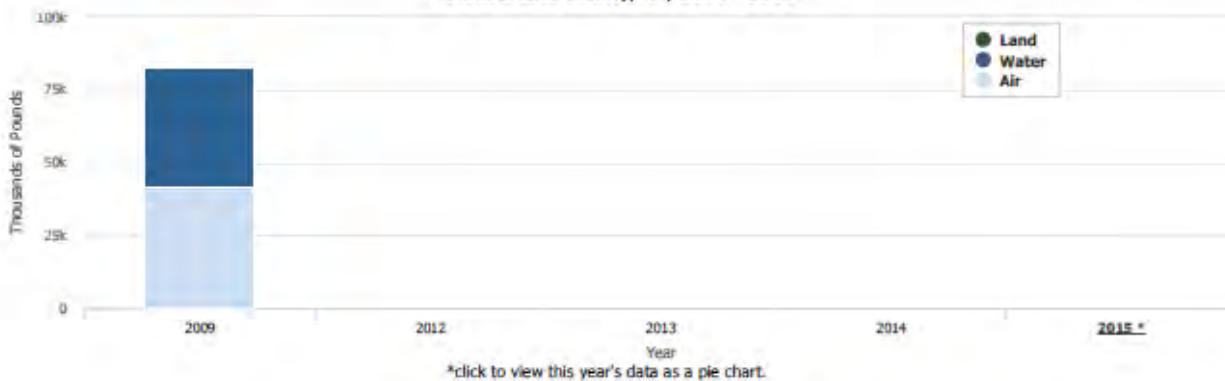 100k
Land
Water
Air
75k
Thousands of Pounds
50k
25k
0
2009 2012 2013 2014 2015 *
Year
*click to view this year's data as a pie chart.